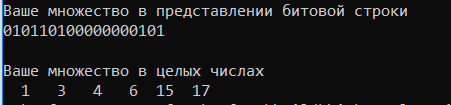 Ваше множество в представлении битовой строки
010110100000000101
Ваше множество в целых числах
1 3 4 6 15 17